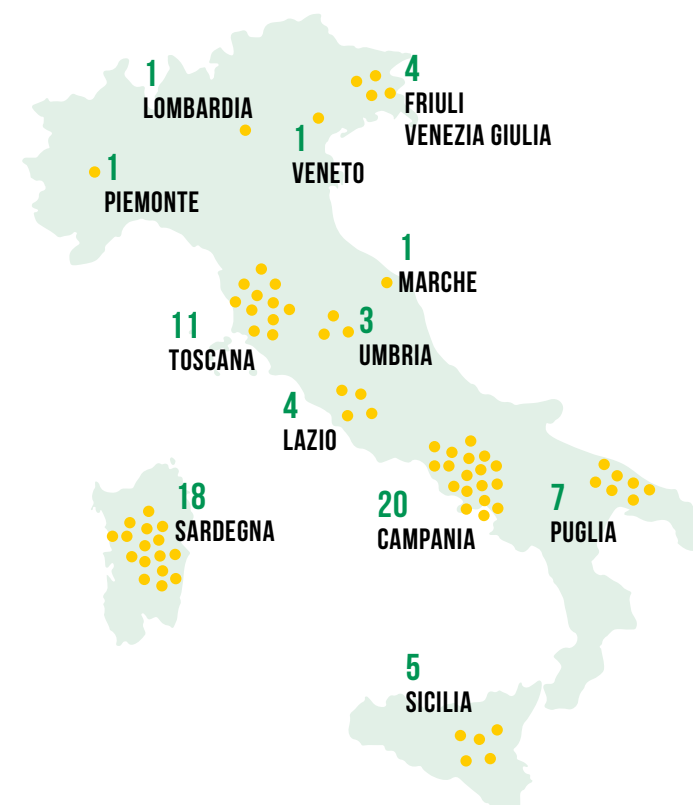 1
LOMBARDIA
4
FRIULI
VENEZIA GIULIA
1
VENETO
1
PIEMONTE
1
MARCHE
11
TOSCANA
3
UMBRIA
4
LAZIO
18
SARDEGNA
20
CAMPANIA
7
PUGLIA
5
SICILIA